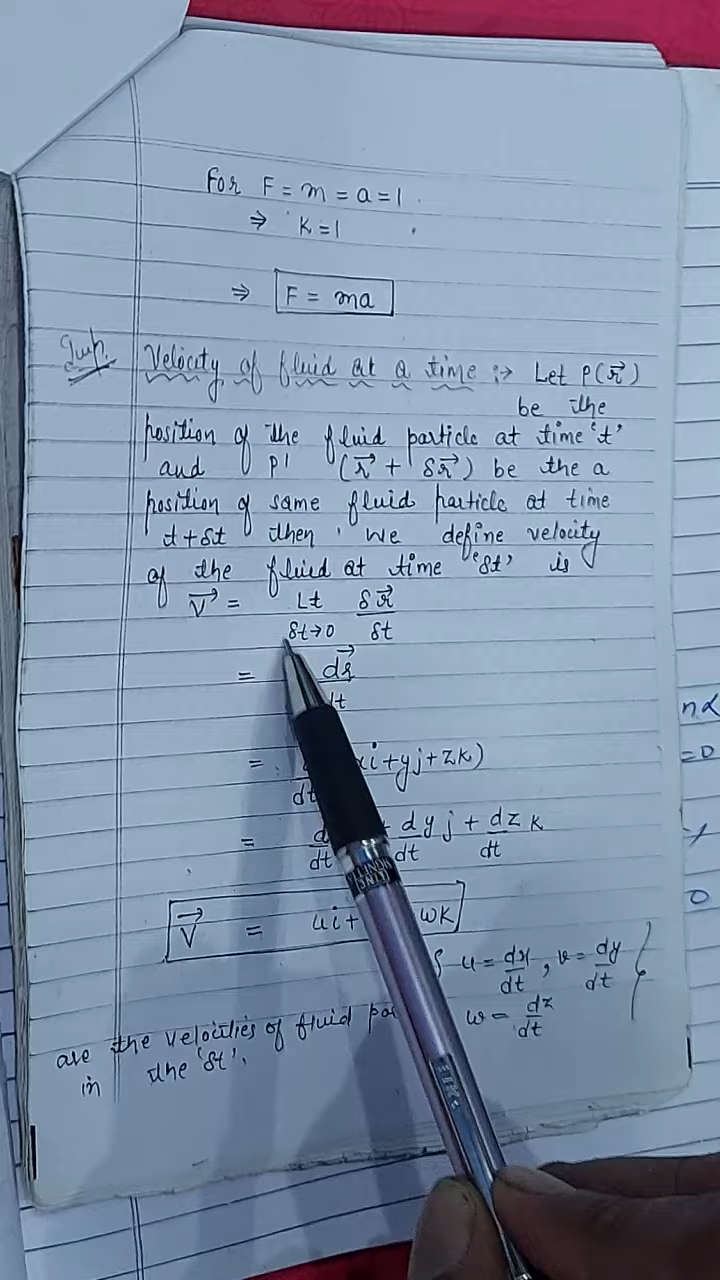 For F = m = a = 1.
⇒ K = 1
⇒ F = ma
Imp. Velocity of fluid at a time :→ Let P(r⃗)
be the
position of the fluid particle at time 't'
and P' (r⃗ + δr⃗) be the a
position of same fluid particle at time
t+δt then we define velocity
of the fluid at time 'δt' is
V⃗ = Lt δr⃗
δt→0 δt
= dr⃗
dt
= i+yj+zk)
dt
= d dy j + dz k
dt dt dt
V⃗ = ui+ wk
{ u = dx/dt , v = dy/dt
w = dz/dt }
are the velocities of fluid
in the 'δt'.
=0
0